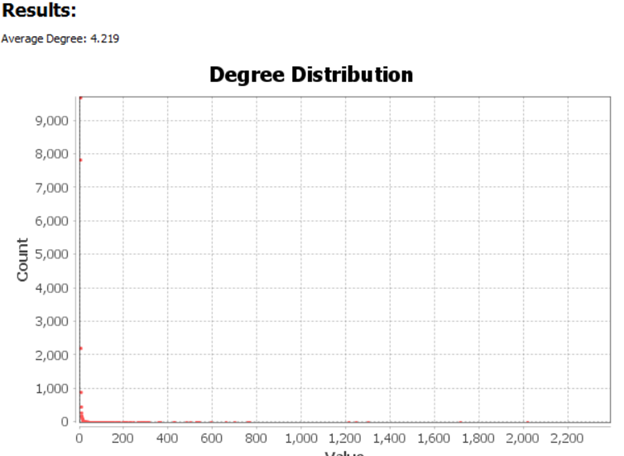 Results:
Average Degree: 4.219
Degree Distribution
9,000
8,000
7,000
6,000
5,000
4,000
3,000
2,000
1,000
0
Count
0 200 400 600 800 1,000 1,200 1,400 1,600 1,800 2,000 2,200
Value